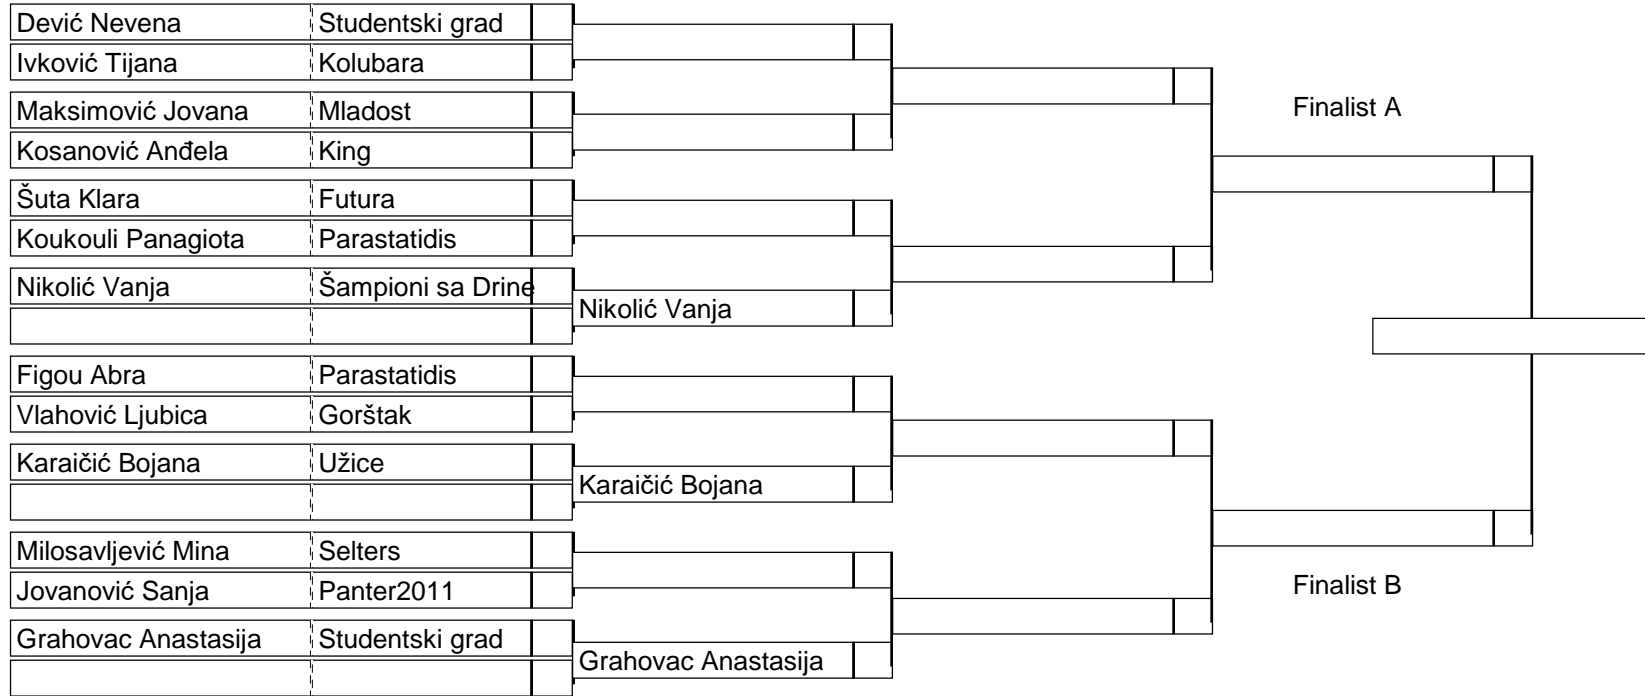 Dević Nevena Studentski grad
Ivković Tijana Kolubara
Maksimović Jovana Mladost
Finalist A
Kosanović Anđela King
Šuta Klara Futura
Koukouli Panagiota Parastatidis
Nikolić Vanja Šampioni sa Drine
Nikolić Vanja
Figou Abra Parastatidis
Vlahović Ljubica Gorštak
Karaičić Bojana Užice
Karaičić Bojana
Milosavljević Mina Selters
Jovanović Sanja Panter2011
Finalist B
Grahovac Anastasija Studentski grad
Grahovac Anastasija